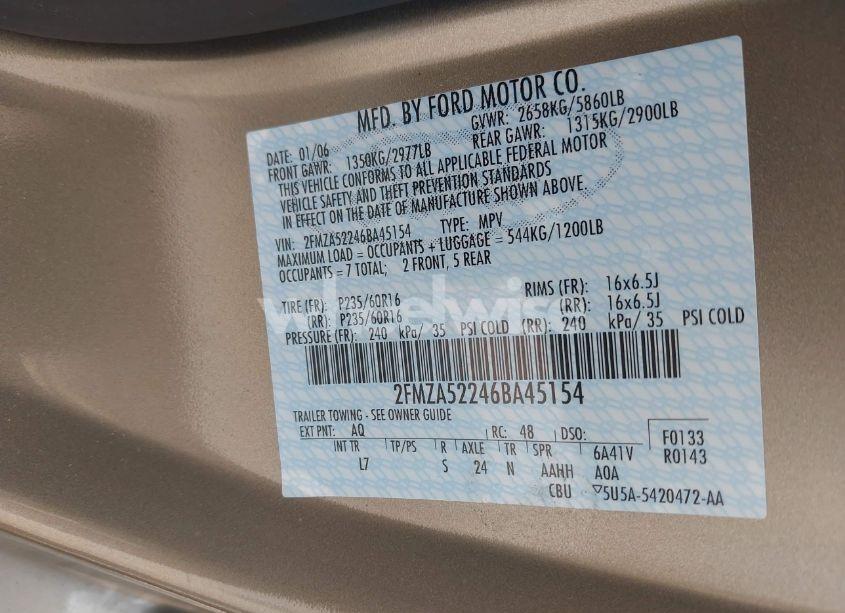 MFD. BY FORD MOTOR CO.
DATE: 01/06 GVWR: 2658KG/5860LB
FRONT GAWR: 1350KG/2977LB REAR GAWR: 1315KG/2900LB
THIS VEHICLE CONFORMS TO ALL APPLICABLE FEDERAL MOTOR
VEHICLE SAFETY AND THEFT PREVENTION STANDARDS
IN EFFECT ON THE DATE OF MANUFACTURE SHOWN ABOVE.
VIN: 2FMZA52246BA45154 TYPE: MPV
MAXIMUM LOAD = OCCUPANTS + LUGGAGE = 544KG/1200LB
OCCUPANTS = 7 TOTAL; 2 FRONT, 5 REAR
TIRE (FR): P235/60R16 RIMS (FR): 16x6.5J
(RR): P235/60R16 (RR): 16x6.5J
PRESSURE (FR): 240 kPa/ 35 PSI COLD (RR): 240 kPa/ 35 PSI COLD
2FMZA52246BA45154
TRAILER TOWING - SEE OWNER GUIDE
EXT PNT: AQ RC: 48 DSO: F0133
INT TR TP/PS R AXLE TR SPR 6A41V R0143
L7 S 24 N AAHH A0A
CBU ▽5U5A-5420472-AA